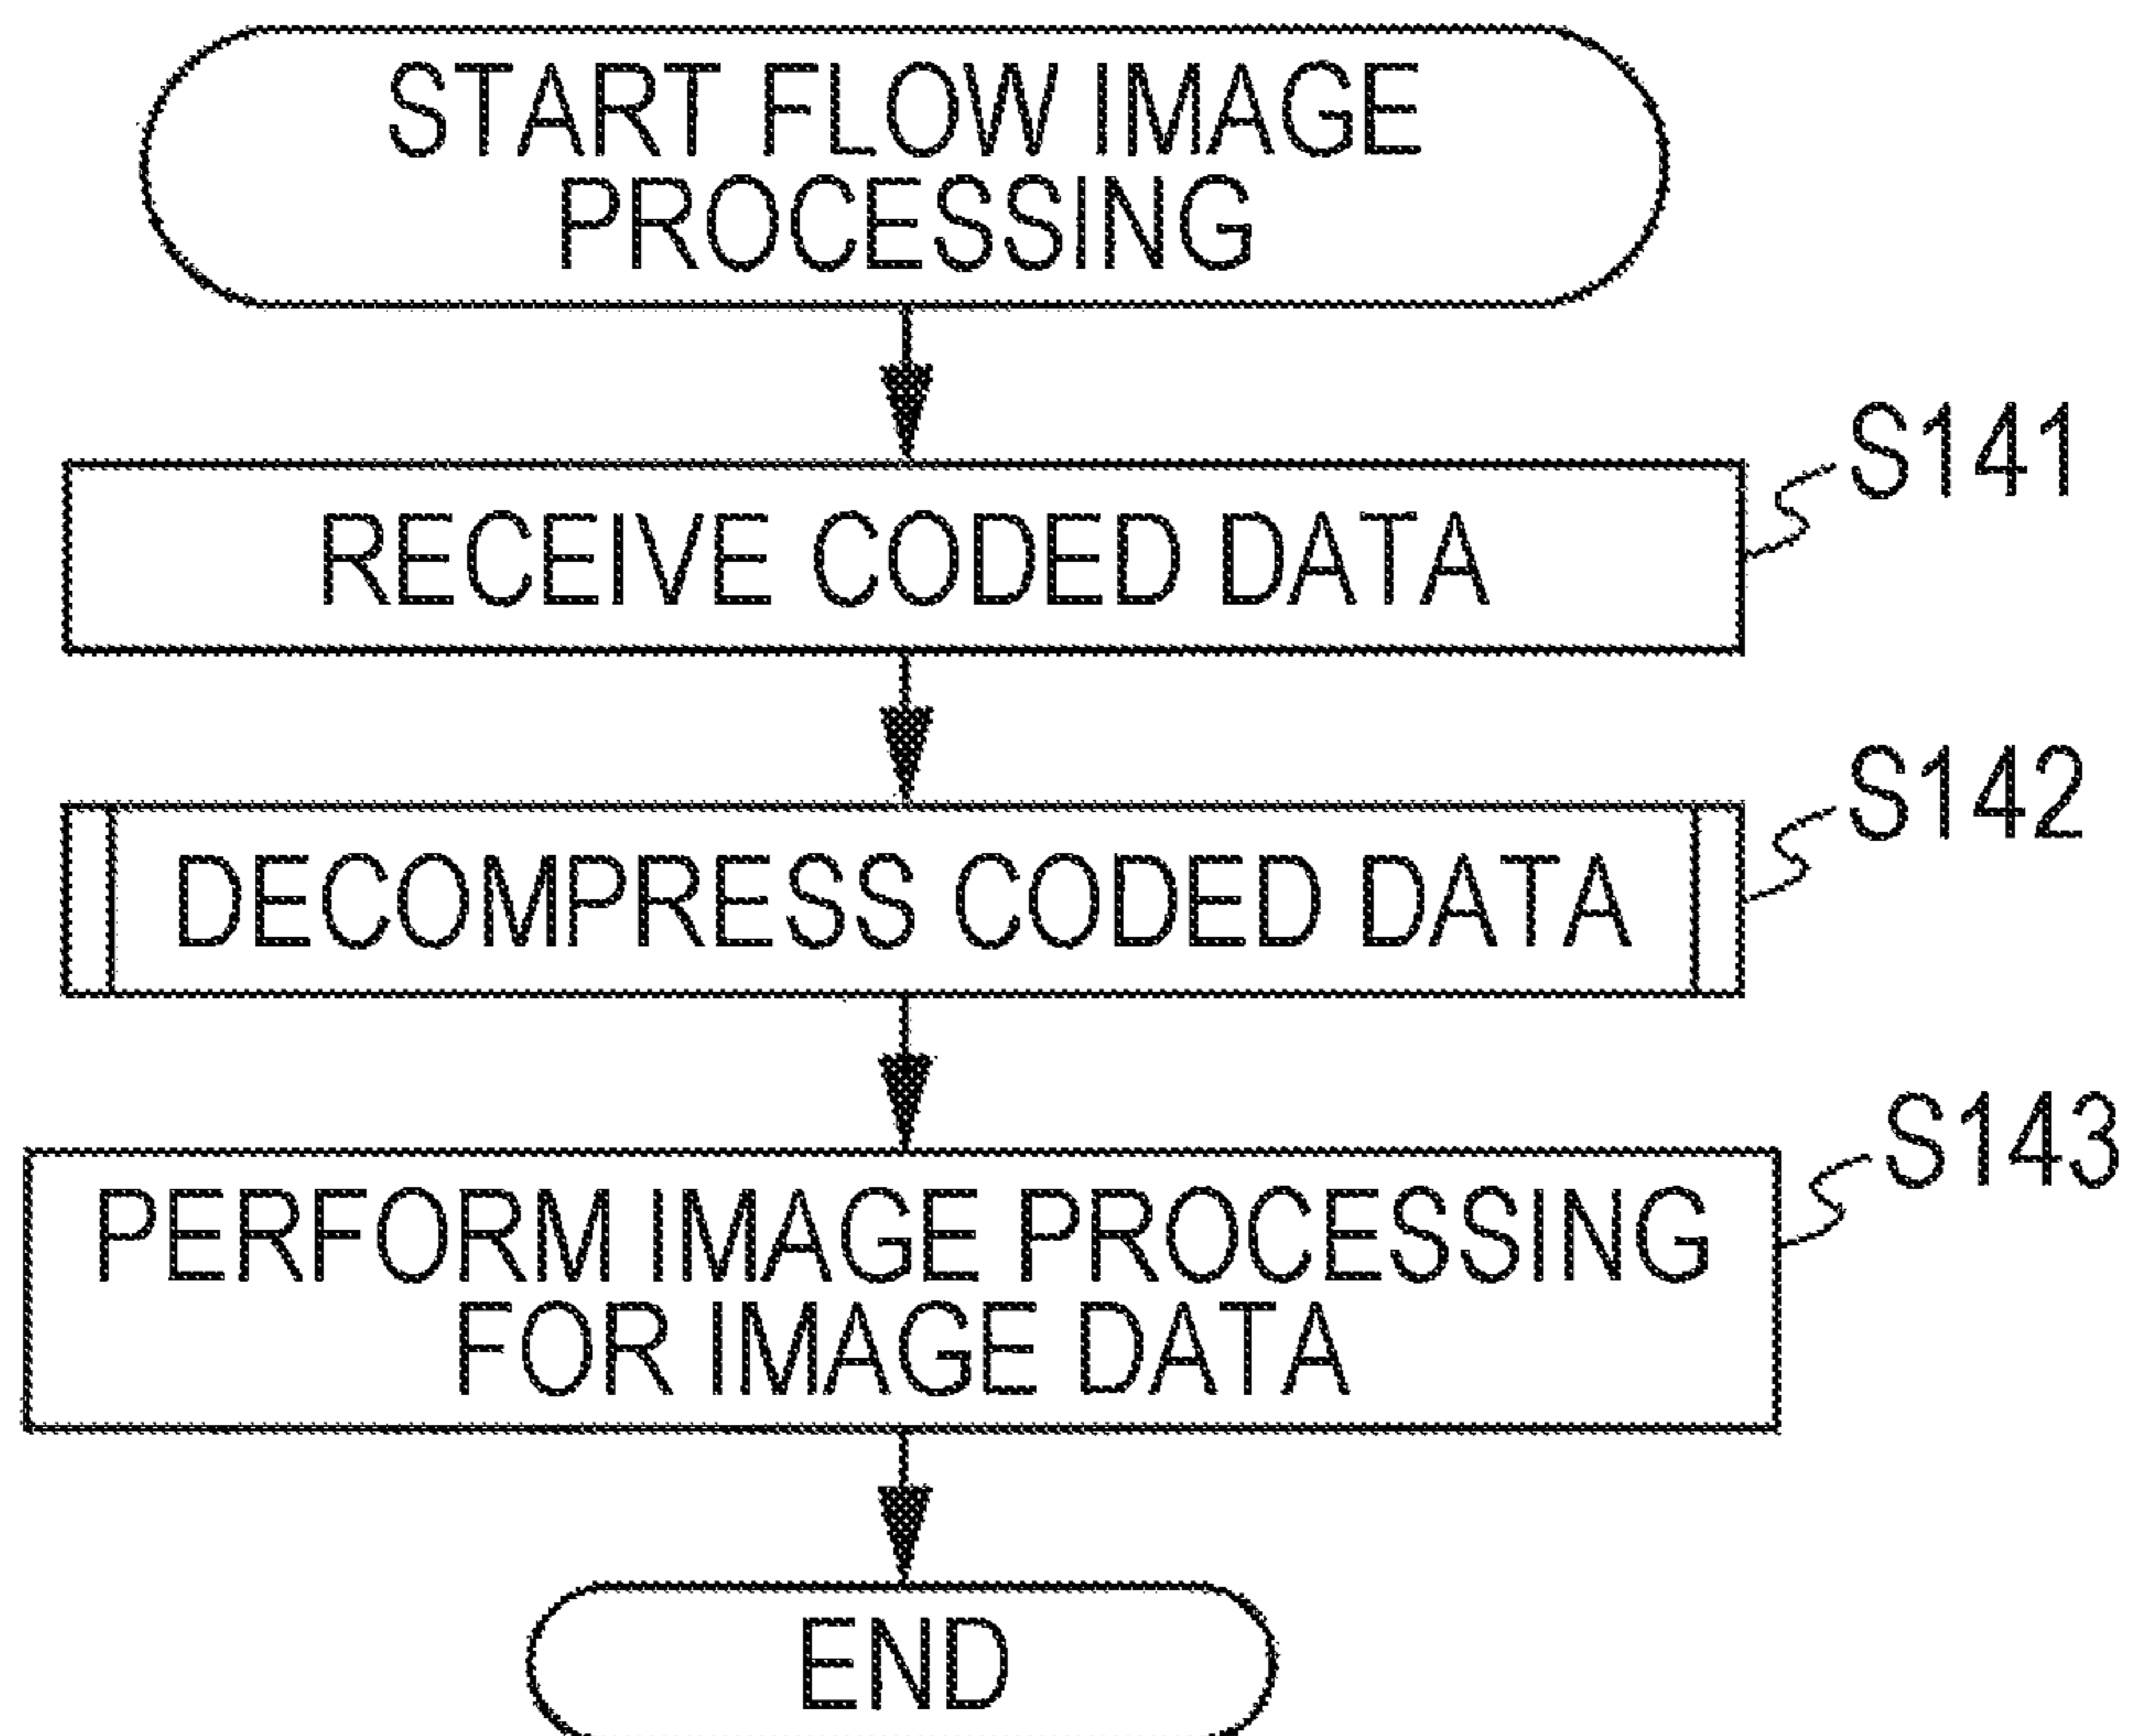 START FLOW IMAGE
PROCESSING
S141
RECEIVE CODED DATA
S142
DECOMPRESS CODED DATA
S143
PERFORM IMAGE PROCESSING
FOR IMAGE DATA
END